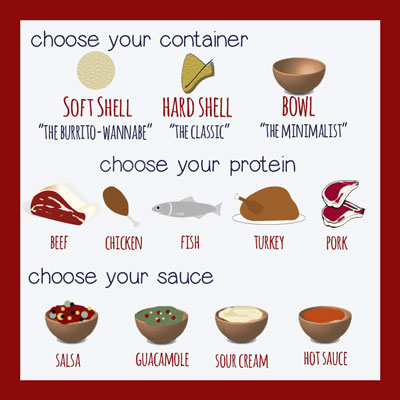 choose your container
SOFT SHELL HARD SHELL BOWL
"THE BURRITO-WANNABE" "THE CLASSIC" "THE MINIMALIST"
choose your protein
BEEF CHICKEN FISH TURKEY PORK
choose your sauce
SALSA GUACAMOLE SOUR CREAM HOT SAUCE